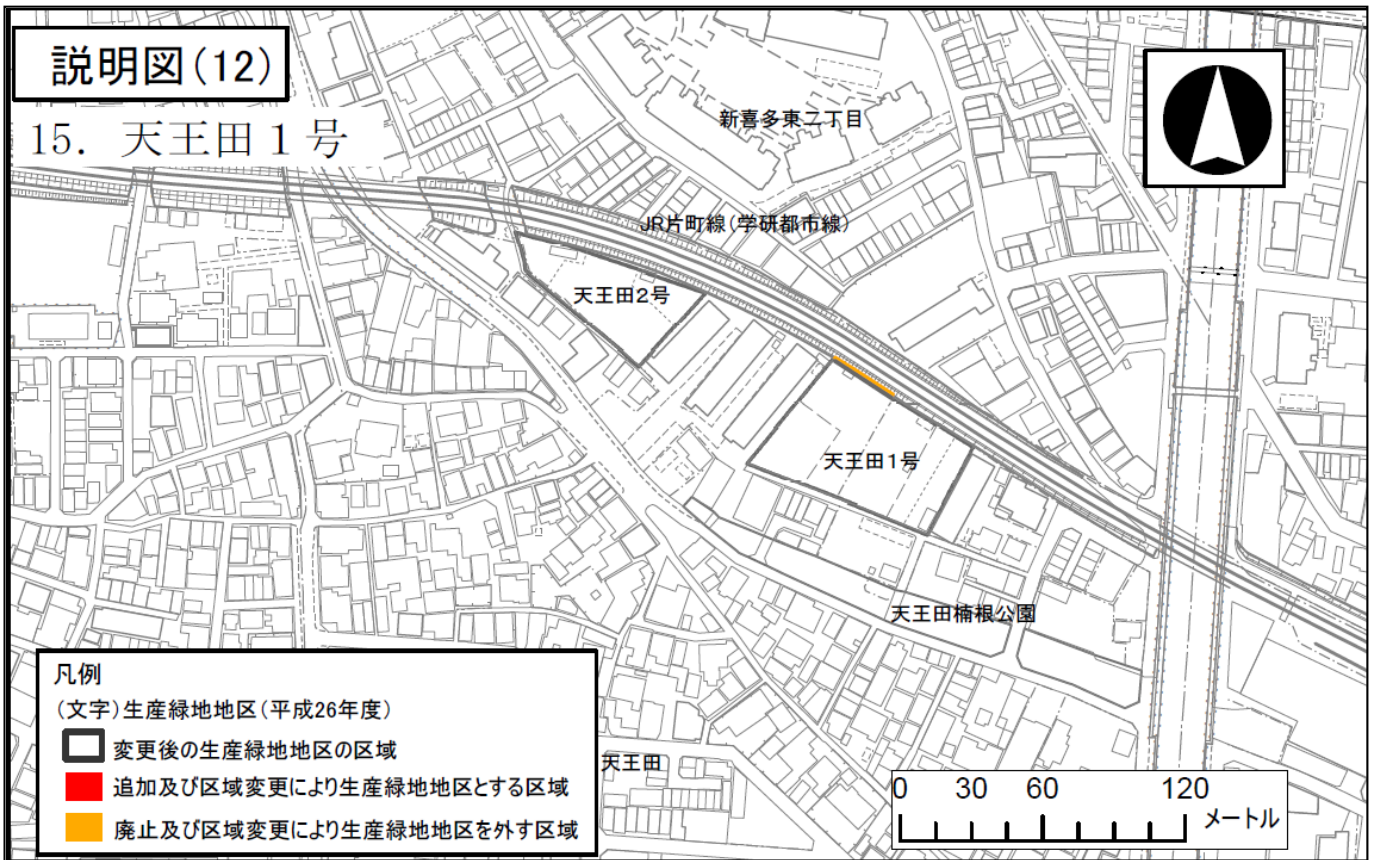 説明図(12)
15. 天王田1号
新喜多東二丁目
JR片町線(学研都市線)
天王田2号
天王田1号
天王田楠根公園
天王田
凡例
(文字)生産緑地地区(平成26年度)
変更後の生産緑地地区の区域
追加及び区域変更により生産緑地地区とする区域
廃止及び区域変更により生産緑地地区を外す区域
0 30 60 120
メートル